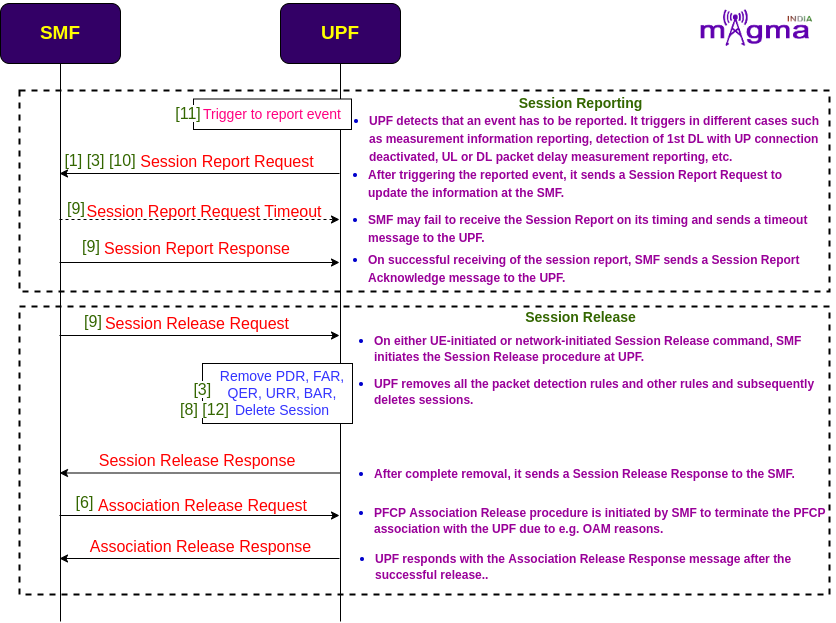 SMF
UPF
INDIA
magma
Session Reporting
[11] Trigger to report event
• UPF detects that an event has to be reported. It triggers in different cases such
as measurement information reporting, detection of 1st DL with UP connection
deactivated, UL or DL packet delay measurement reporting, etc.
[1] [3] [10] Session Report Request
• After triggering the reported event, it sends a Session Report Request to
update the information at the SMF.
[9] Session Report Request Timeout
• SMF may fail to receive the Session Report on its timing and sends a timeout
message to the UPF.
[9] Session Report Response
• On successful receiving of the session report, SMF sends a Session Report
Acknowledge message to the UPF.
Session Release
[9] Session Release Request
• On either UE-initiated or network-initiated Session Release command, SMF
initiates the Session Release procedure at UPF.
Remove PDR, FAR,
[3] QER, URR, BAR,
[8] [12] Delete Session
• UPF removes all the packet detection rules and other rules and subsequently
deletes sessions.
Session Release Response
• After complete removal, it sends a Session Release Response to the SMF.
[6] Association Release Request
• PFCP Association Release procedure is initiated by SMF to terminate the PFCP
association with the UPF due to e.g. OAM reasons.
Association Release Response
• UPF responds with the Association Release Response message after the
successful release..